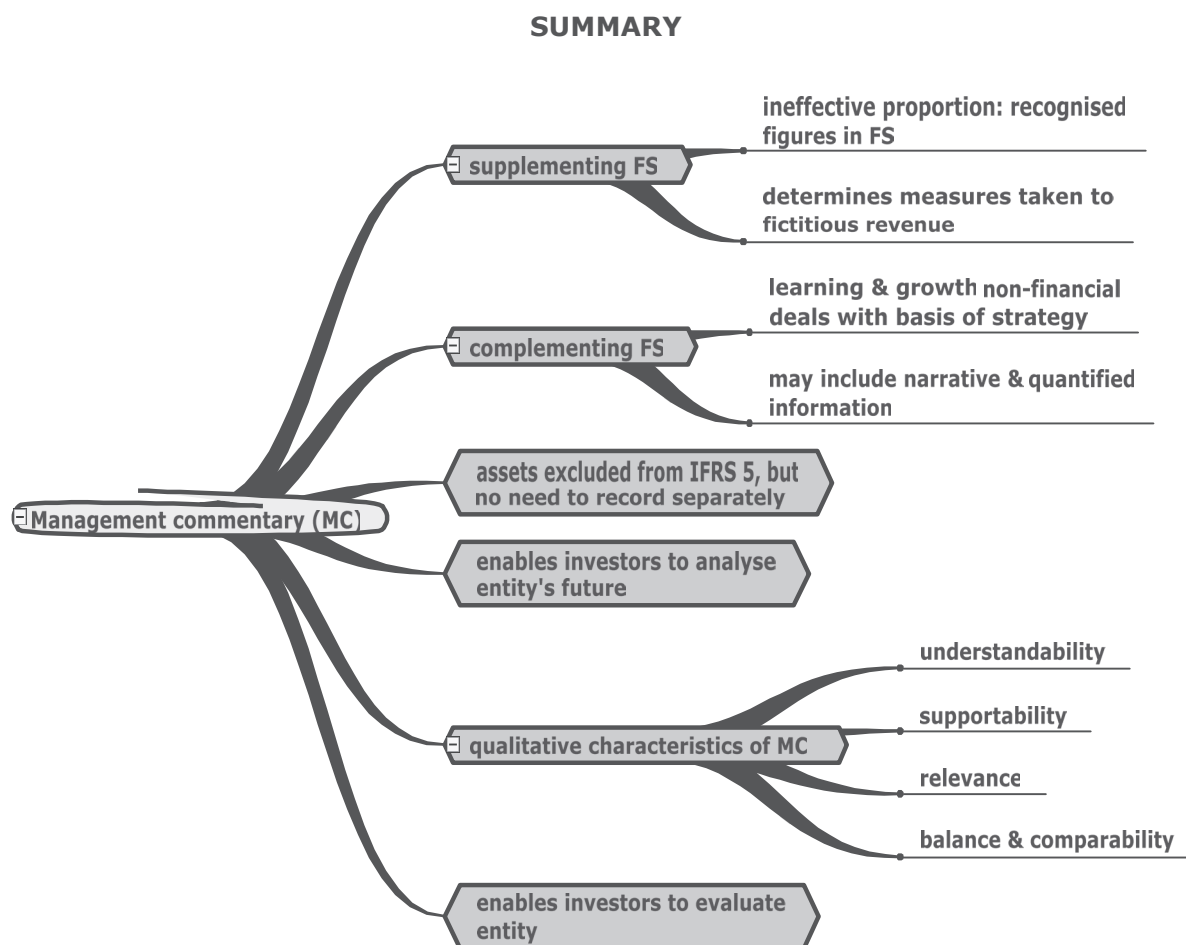 SUMMARY
ineffective proportion: recognised
figures in FS
supplementing FS
determines measures taken to
fictitious revenue
learning & growth non-financial
deals with basis of strategy
complementing FS
may include narrative & quantified
information
assets excluded from IFRS 5, but
no need to record separately
Management commentary (MC)
enables investors to analyse
entity's future
understandability
supportability
qualitative characteristics of MC
relevance
balance & comparability
enables investors to evaluate
entity